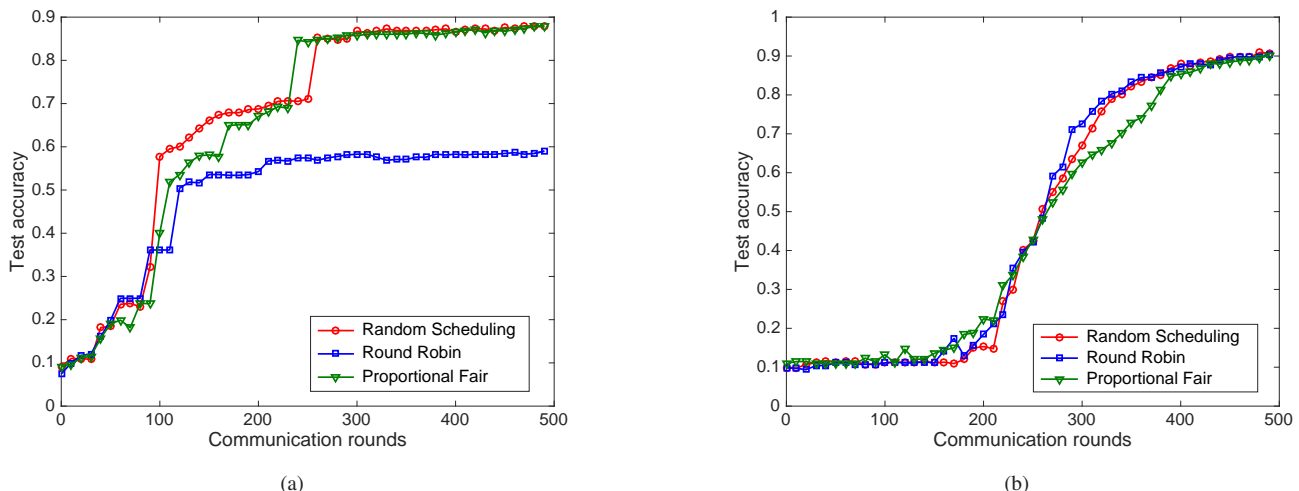 0.9
0.8
0.7
0.6
0.5
0.4
0.3
0.2
0.1
0
Test accuracy
0 100 200 300 400 500
Communication rounds
Random Scheduling
Round Robin
Proportional Fair
(a)
1
0.9
0.8
0.7
0.6
0.5
0.4
0.3
0.2
0.1
0
Test accuracy
0 100 200 300 400 500
Communication rounds
Random Scheduling
Round Robin
Proportional Fair
(b)